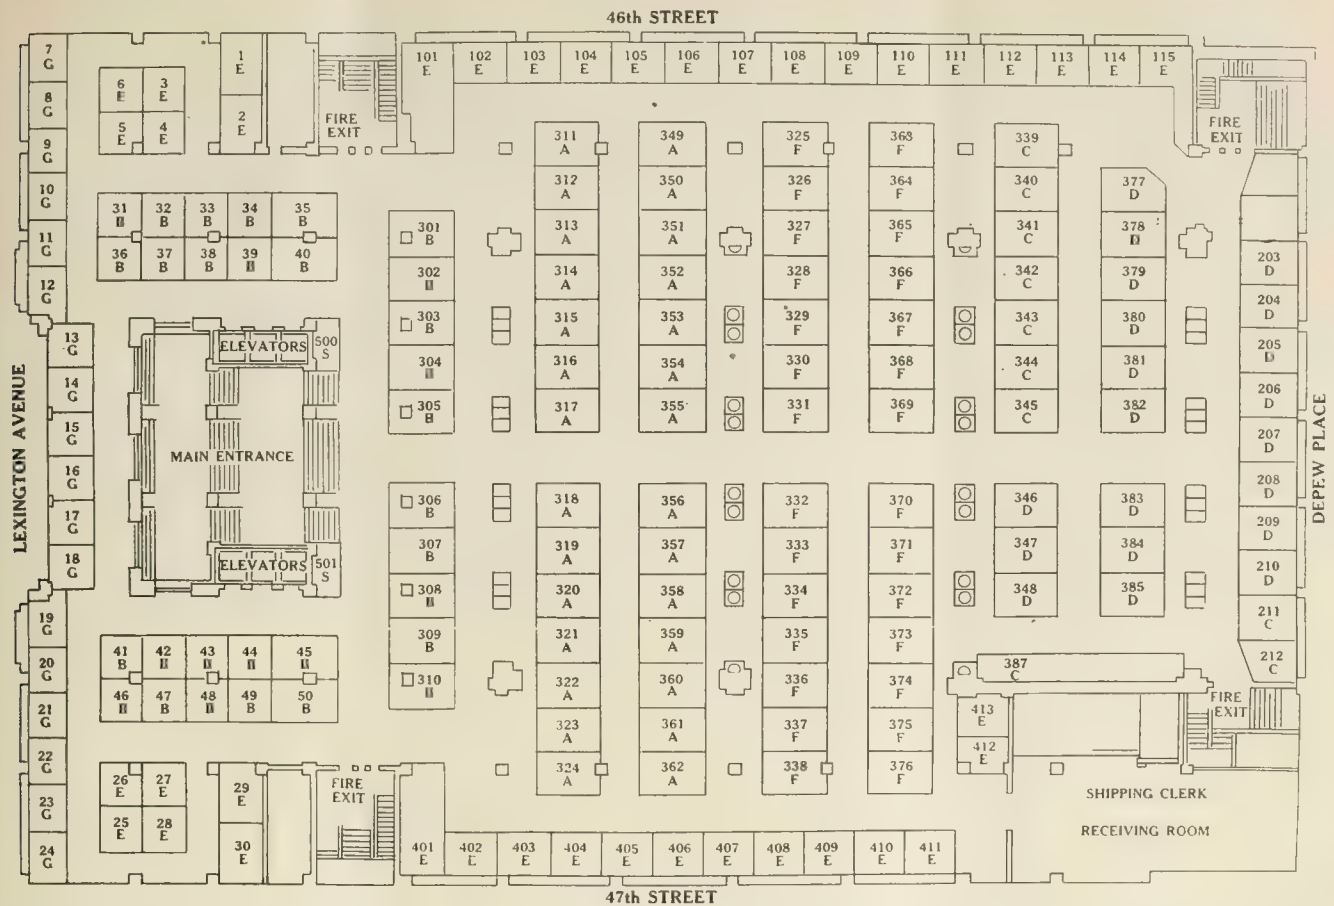 46th STREET
7
G
8
G
9
G
10
G
11
G
12
G
13
G
14
G
15
G
16
G
17
G
18
G
19
G
20
G
21
G
22
G
23
G
24
G
LEXINGTON AVENUE
6 3
E
5 4
E E
1
E
2
E
FIRE
EXIT
31 32 33 34 35
B B B B
36 37 38 39 40
B B B B
ELEVATORS
500
S
MAIN ENTRANCE
ELEVATORS
501
S
41 42 43 44 45
B
46 47 48 49 50
B B B
26 27
E E
25 28
E E
29
E
30
E
FIRE
EXIT
101 102 103 104 105 106 107 108 109 110 111 112 113 114 115
E E E E E E E E E E E E E E E
301
B
302
303
B
304
305
B
306
B
307
B
308
309
B
310
311
A
312
A
313
A
314
A
315
A
316
A
317
A
318
A
319
A
320
A
321
A
322
A
323
A
324
A
349
A
350
A
351
A
352
A
353
A
354
A
355
A
356
A
357
A
358
A
359
A
360
A
361
A
362
A
325
F
326
F
327
F
328
F
329
F
330
F
331
F
332
F
333
F
334
F
335
F
336
F
337
F
338
F
368
F
364
F
365
F
366
F
367
F
368
F
369
F
370
F
371
F
372
F
373
F
374
F
375
F
376
F
339
C
340
C
341
C
342
C
343
C
344
C
345
C
346
D
347
D
348
D
377
D
378
379
D
380
D
381
D
382
D
383
D
384
D
385
D
387
C
FIRE
EXIT
203
D
204
D
205
206
D
207
D
208
D
209
D
210
D
211
C
212
C
DEPEW PLACE
FIRE
EXIT
413
E
412
E
SHIPPING CLERK
RECEIVING ROOM
401 402 403 404 405 406 407 408 409 410 411
E E E E E E E E E E E
47th STREET